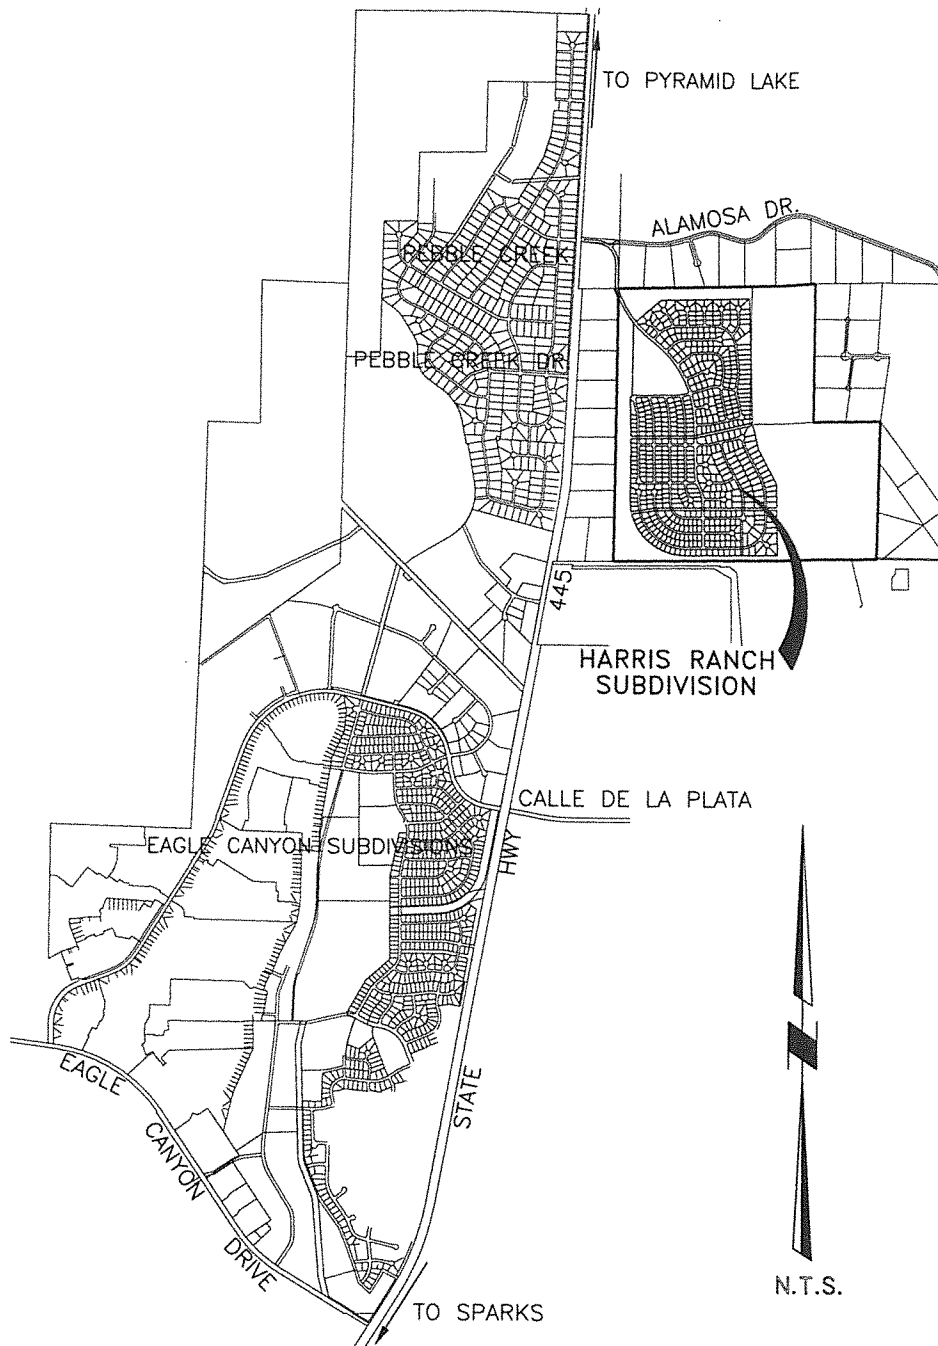 TO PYRAMID LAKE
ALAMOSA DR.
PEBBLE CREEK
PEBBLE CREEK DR.
445
HARRIS RANCH
SUBDIVISION
CALLE DE LA PLATA
EAGLE CANYON SUBDIVISIONS
HWY
STATE
EAGLE
CANYON
DRIVE
N
N.T.S.
TO SPARKS